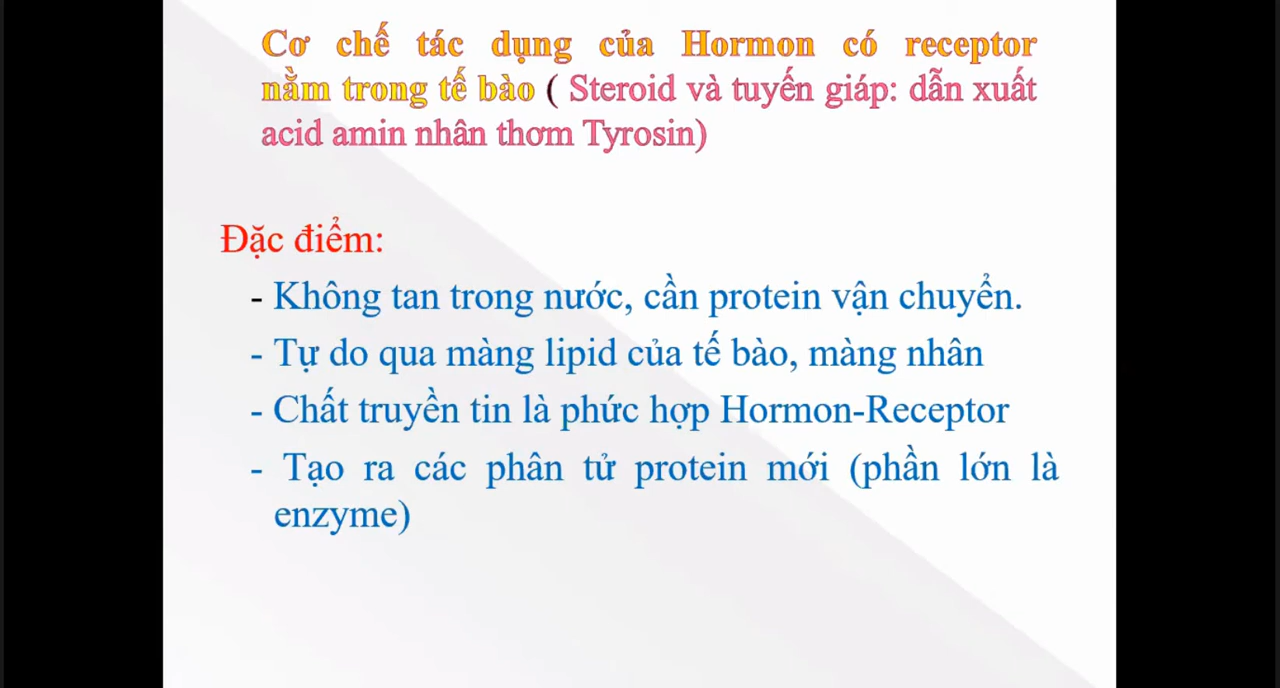 Cơ chế tác dụng của Hormon có receptor
nằm trong tế bào ( Steroid và tuyến giáp: dẫn xuất
acid amin nhân thơm Tyrosin)
Đặc điểm:
- Không tan trong nước, cần protein vận chuyển.
- Tự do qua màng lipid của tế bào, màng nhân
- Chất truyền tin là phức hợp Hormon-Receptor
- Tạo ra các phân tử protein mới (phần lớn là
enzyme)